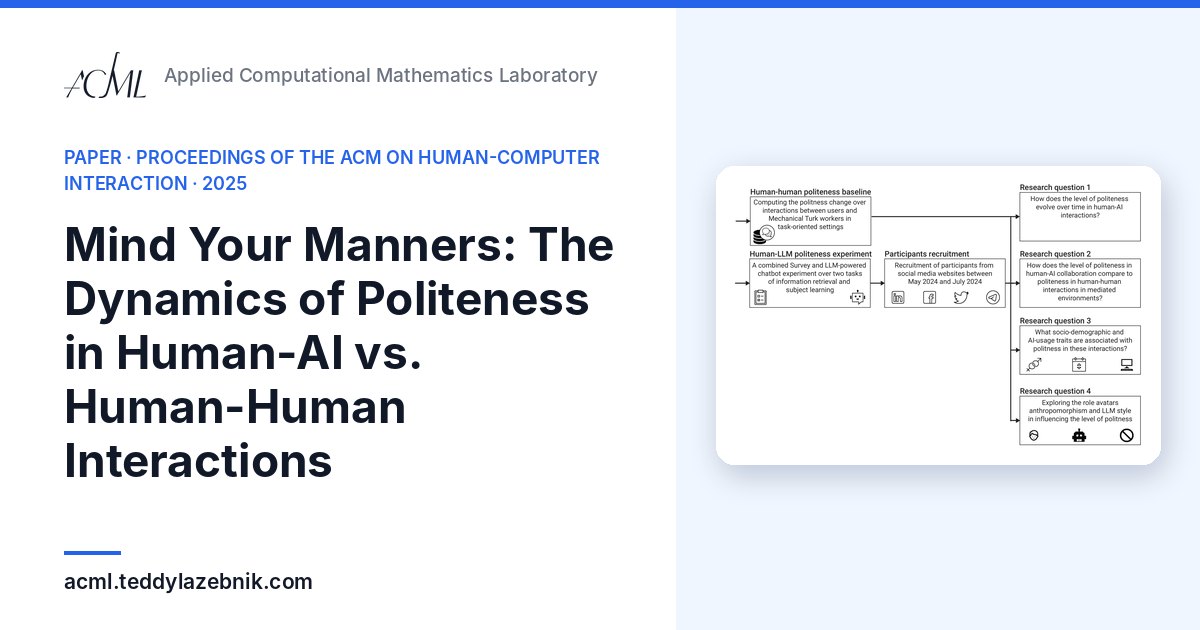 ACML
Applied Computational Mathematics Laboratory
PAPER · PROCEEDINGS OF THE ACM ON HUMAN-COMPUTER
INTERACTION · 2025
Mind Your Manners: The
Dynamics of Politeness
in Human-AI vs.
Human-Human
Interactions
acml.teddylazebnik.com
Human-human politeness baseline
Computing the politness change over
interactions between users and
Mechanical Turk workers in
task-oriented settings
Human-LLM politeness experiment
A combined Survey and LLM-powered
chatbot experiment over two tasks
of information retrieval and
subject learning
Participants recruitment
Recruitment of participants from
social media websites between
May 2024 and July 2024
Research question 1
How does the level of politeness
evolve over time in human-AI
interactions?
Research question 2
How does the level of politeness in
human-AI collaboration compare to
politeness in human-human
interactions in mediated
environments?
Research question 3
What socio-demographic and
AI-usage traits are associated with
politness in these interactions?
Research question 4
Exploring the role avatars
anthropomorphism and LLM style
in influencing the level of politness